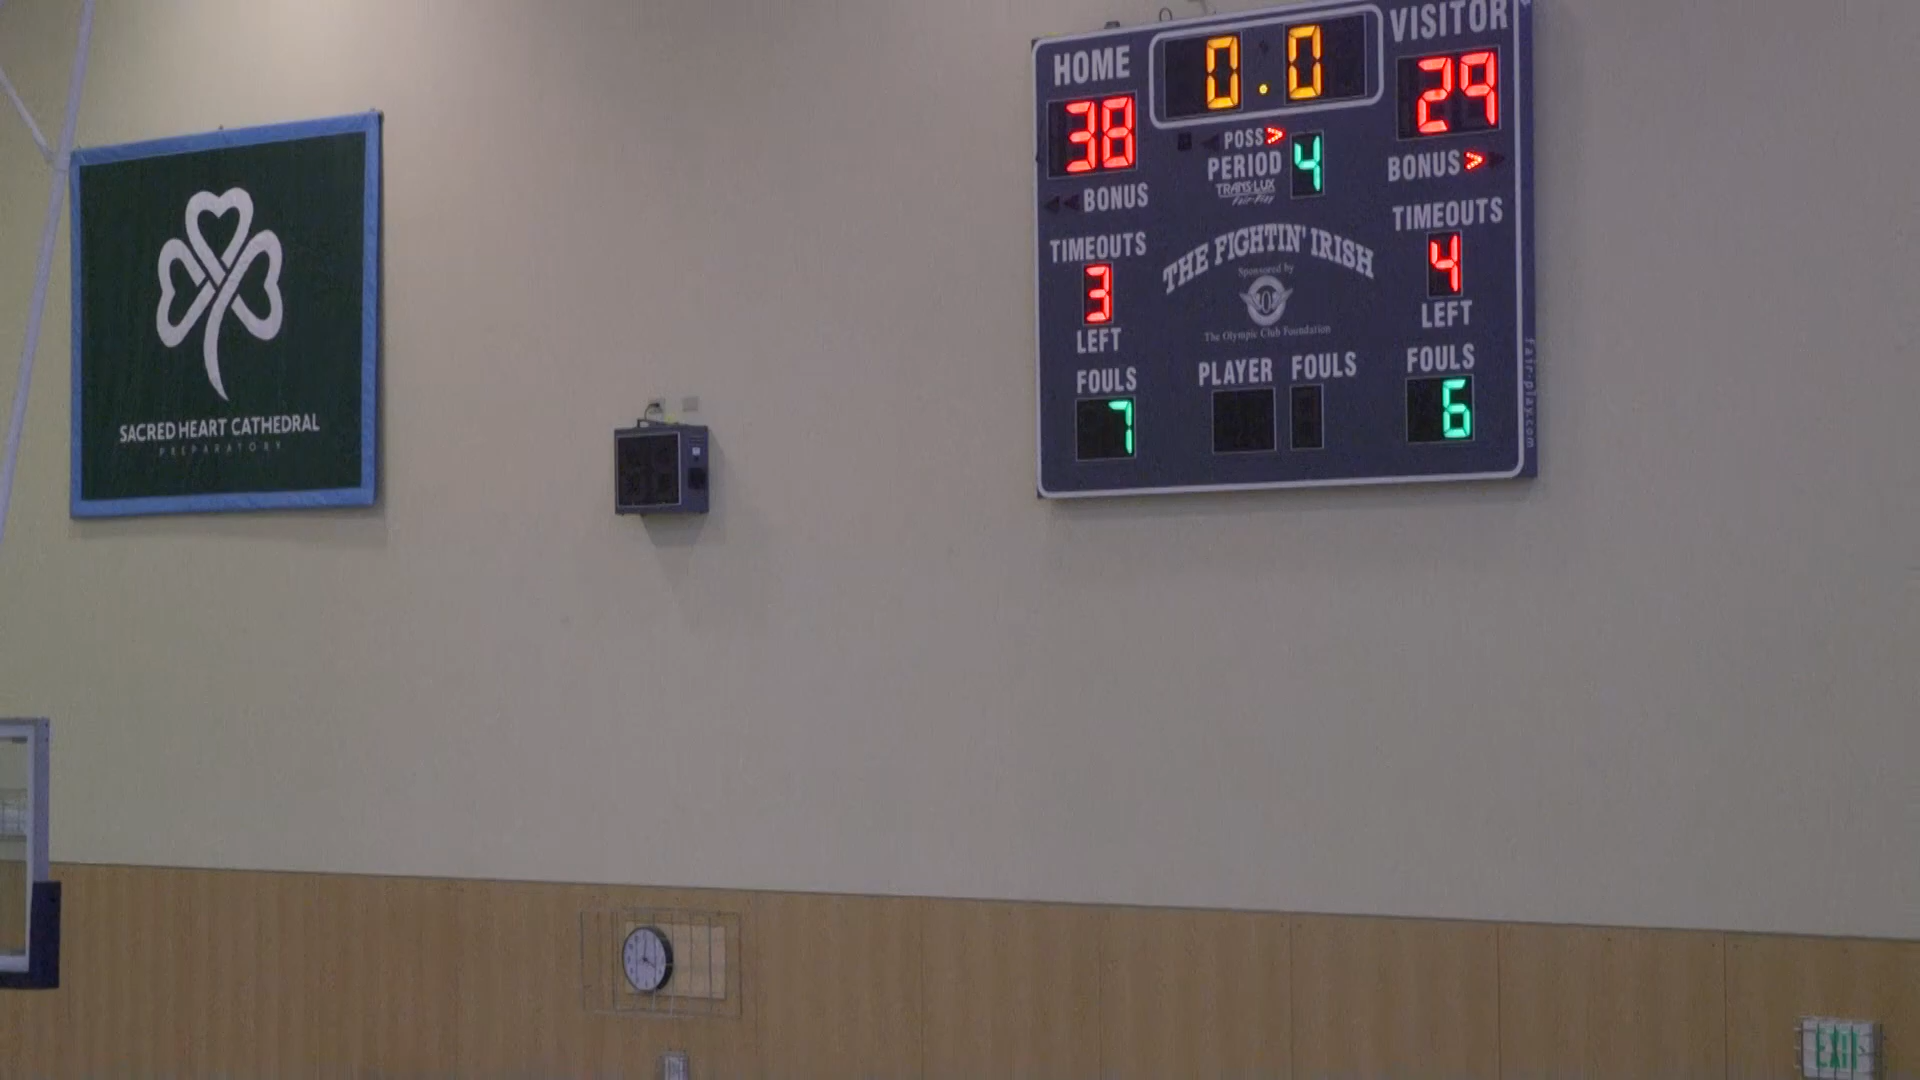 SACRED HEART CATHEDRAL
PREPARATORY
HOME
0.0
VISITOR
38
29
POSS >
PERIOD 4
TRANS-LUX
Fair-Play
BONUS
BONUS >
TIMEOUTS
3
LEFT
TIMEOUTS
4
LEFT
THE FIGHTIN' IRISH
Sponsored by
The Olympic Club Foundation
FOULS
7
PLAYER FOULS
FOULS
6
fair-play.com
EXIT